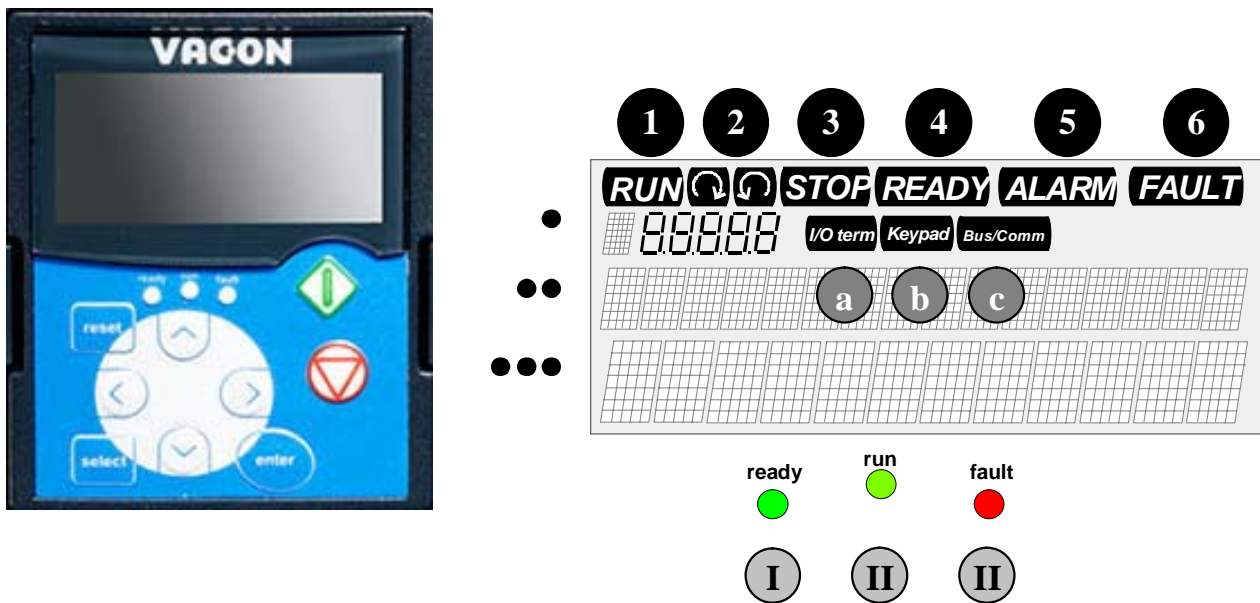 VACON
ready run fault
reset
select
enter
1 2 3 4 5 6
RUN STOP READY ALARM FAULT
8.8.8.8.8
I/O term Keypad Bus/Comm
a b c
ready run fault
I II II